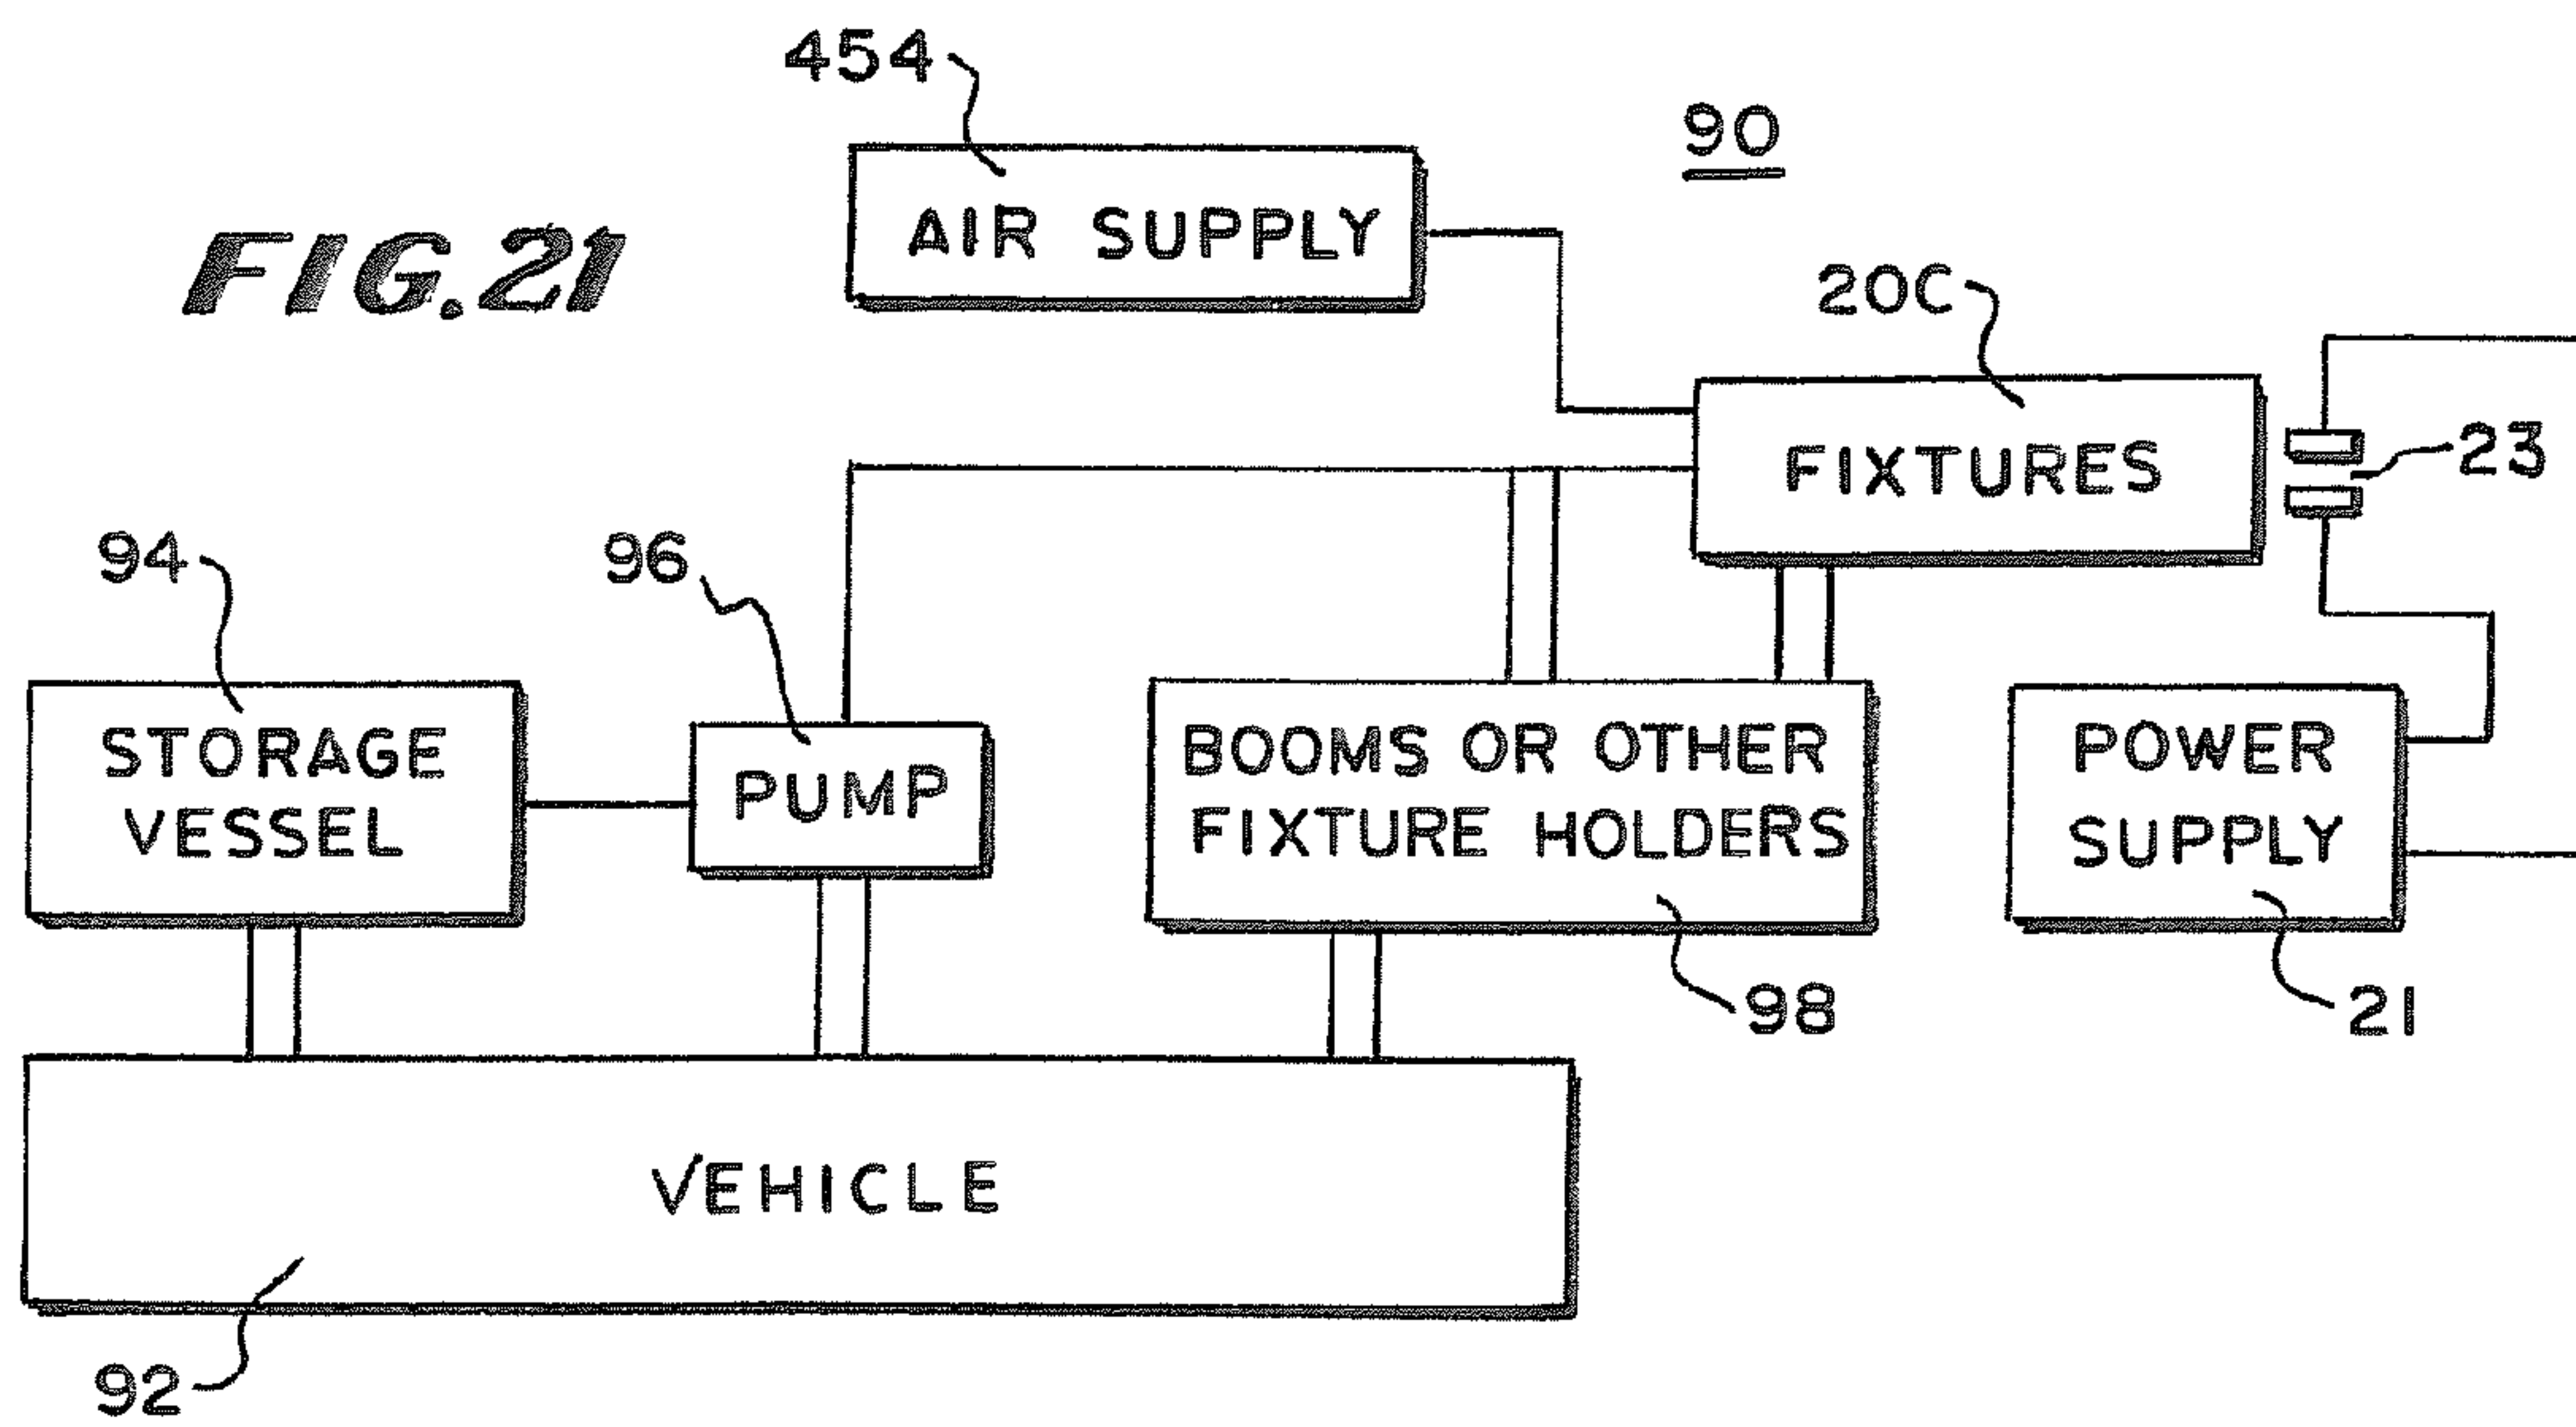 454
90
AIR SUPPLY
FIG.21
20C
FIXTURES
23
94
96
STORAGE
VESSEL
PUMP
BOOMS OR OTHER
FIXTURE HOLDERS
POWER
SUPPLY
98
21
VEHICLE
92